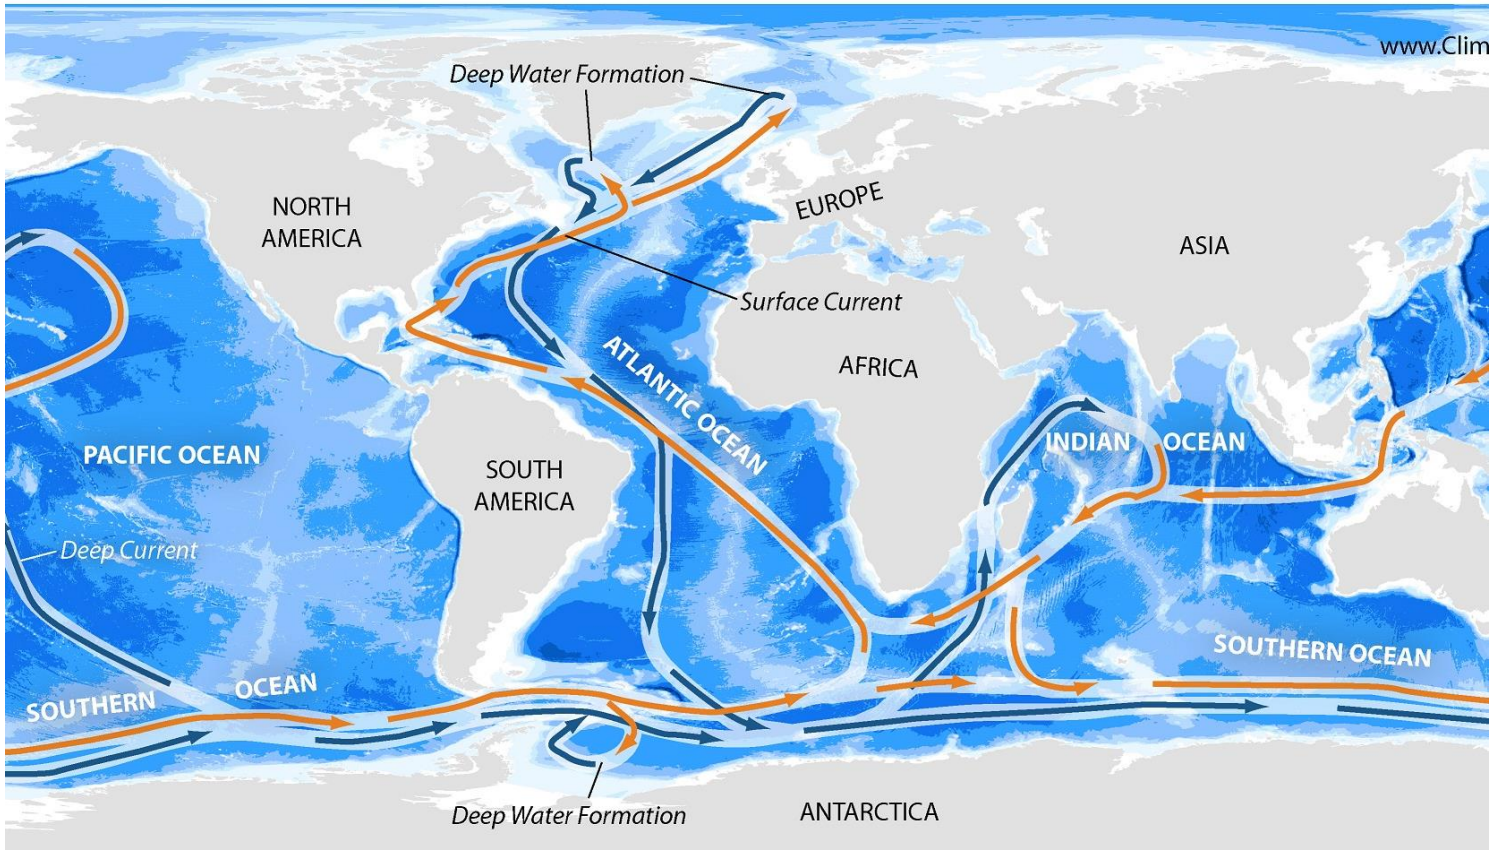 www.Clim
Deep Water Formation
NORTH
AMERICA
EUROPE
ASIA
Surface Current
ATLANTIC OCEAN
AFRICA
PACIFIC OCEAN
INDIAN OCEAN
SOUTH
AMERICA
Deep Current
SOUTHERN OCEAN
SOUTHERN OCEAN
Deep Water Formation
ANTARCTICA